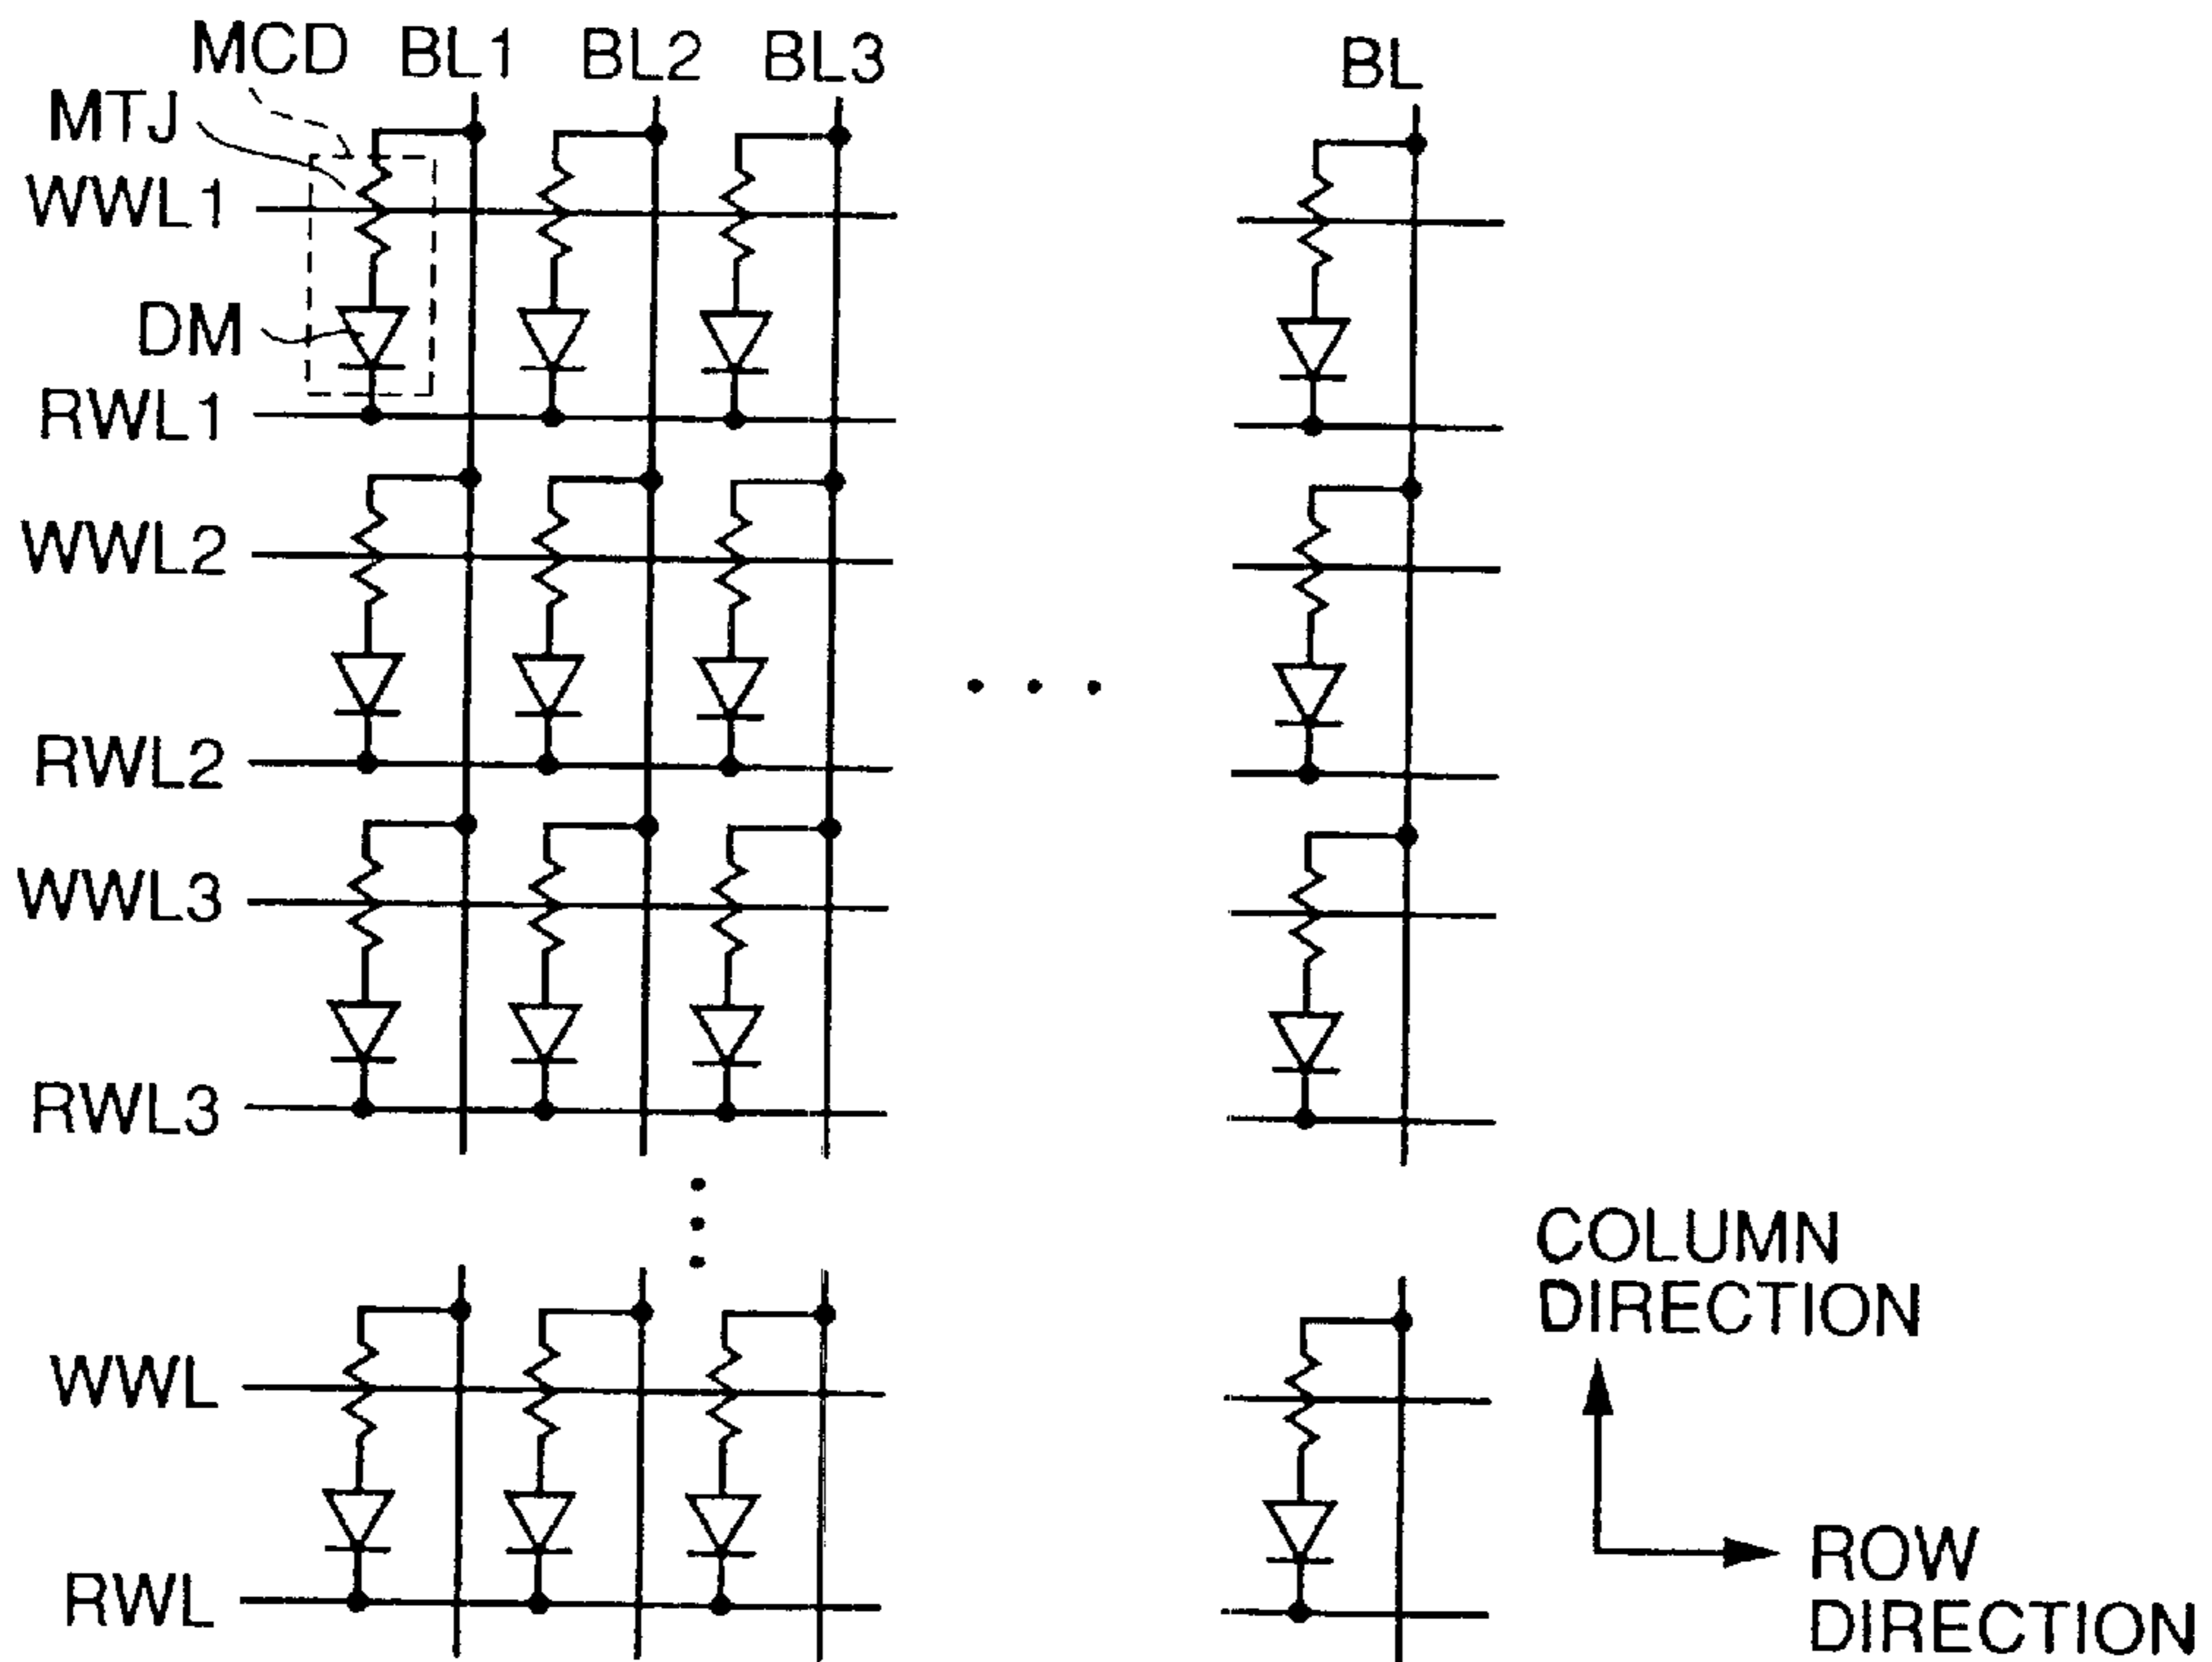 MCD BL1 BL2 BL3 BL
MTJ
WWL1
DM
RWL1
WWL2
RWL2
WWL3
RWL3
COLUMN
DIRECTION
WWL
ROW
RWL
DIRECTION